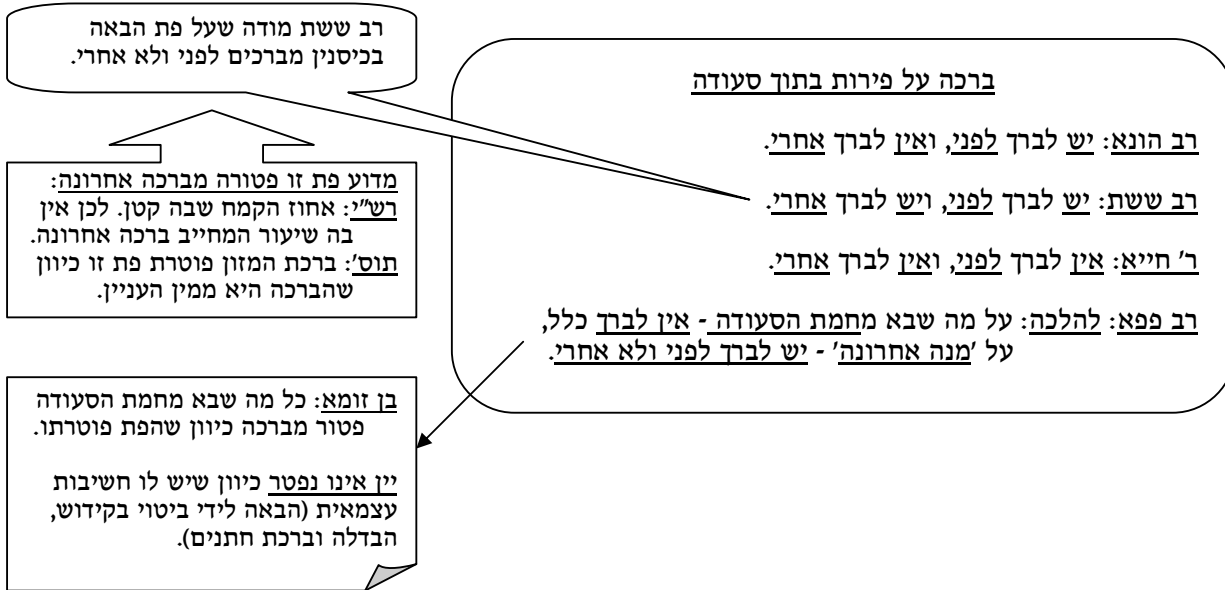 ברכה על פירות בתוך סעודה
רב הונא: יש לברך לפני, ואין לברך אחרי.
רב ששת: יש לברך לפני, ויש לברך אחרי.
ר' חייא: אין לברך לפני, ואין לברך אחרי.
רב פפא: להלכה: על מה שבא מחמת הסעודה - אין לברך כלל,
על 'מנה אחרונה' - יש לברך לפני ולא אחרי.
רב ששת מודה שעל פת הבאה
בכיסנין מברכים לפני ולא אחרי.
מדוע פת זו פטורה מברכה אחרונה:
רש"י: אחוז הקמח שבה קטן. לכן אין
בה שיעור המחייב ברכה אחרונה.
תוס': ברכת המזון פוטרת פת זו כיוון
שהברכה היא ממין העניין.
בן זומא: כל מה שבא מחמת הסעודה
פטור מברכה כיוון שהפת פוטרתו.
יין אינו נפטר כיוון שיש לו חשיבות
עצמאית (הבאה לידי ביטוי בקידוש,
הבדלה וברכת חתנים).